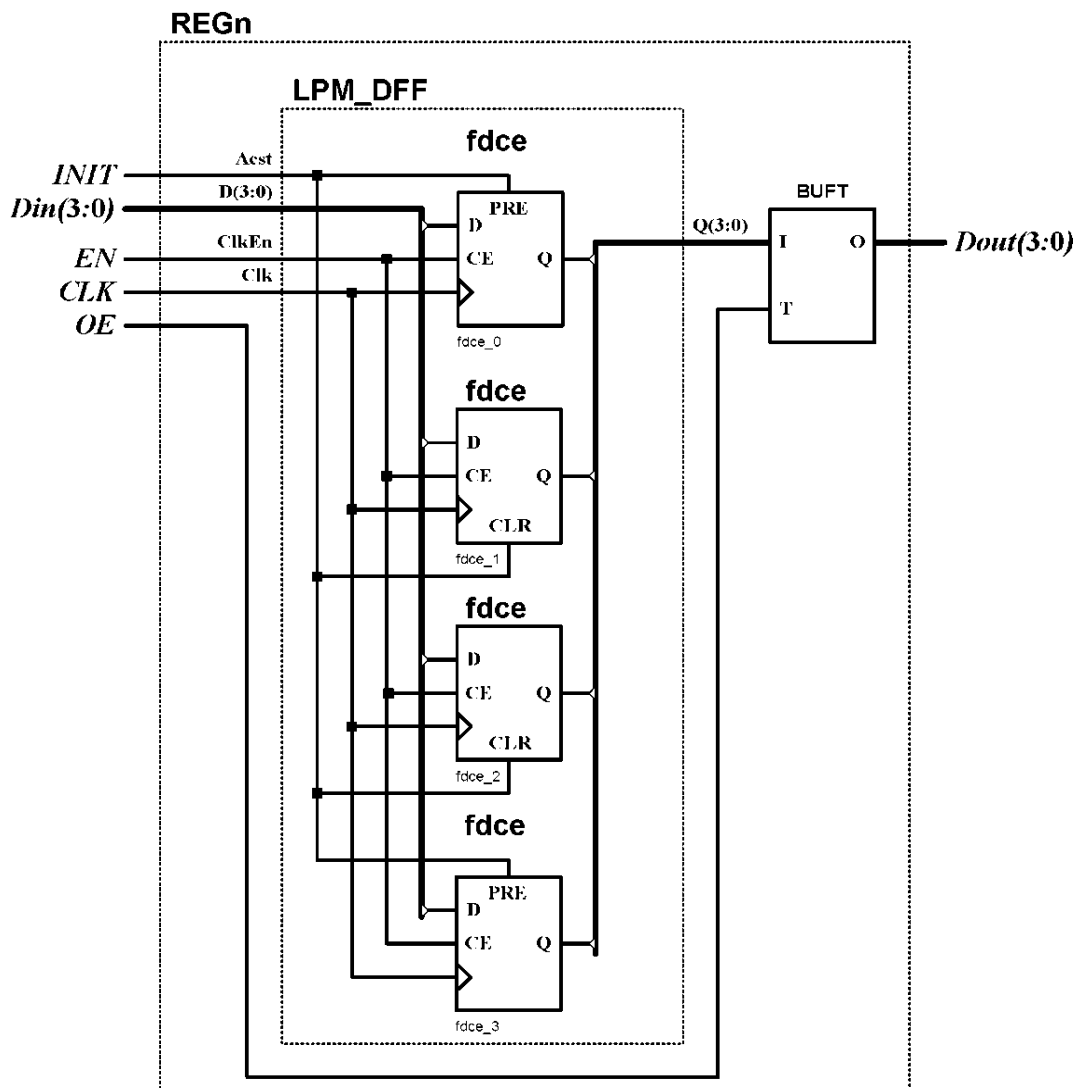 REGn
LPM_DFF
fdce
INIT
Acst
Din(3:0)
D(3:0)
EN
ClkEn
CLK
Clk
OE
PRE
D
CE
Q
fdce_0
Q(3:0)
BUFT
I
O
T
Dout(3:0)
fdce
D
CE
Q
CLR
fdce_1
fdce
D
CE
Q
CLR
fdce_2
fdce
PRE
D
CE
Q
fdce_3